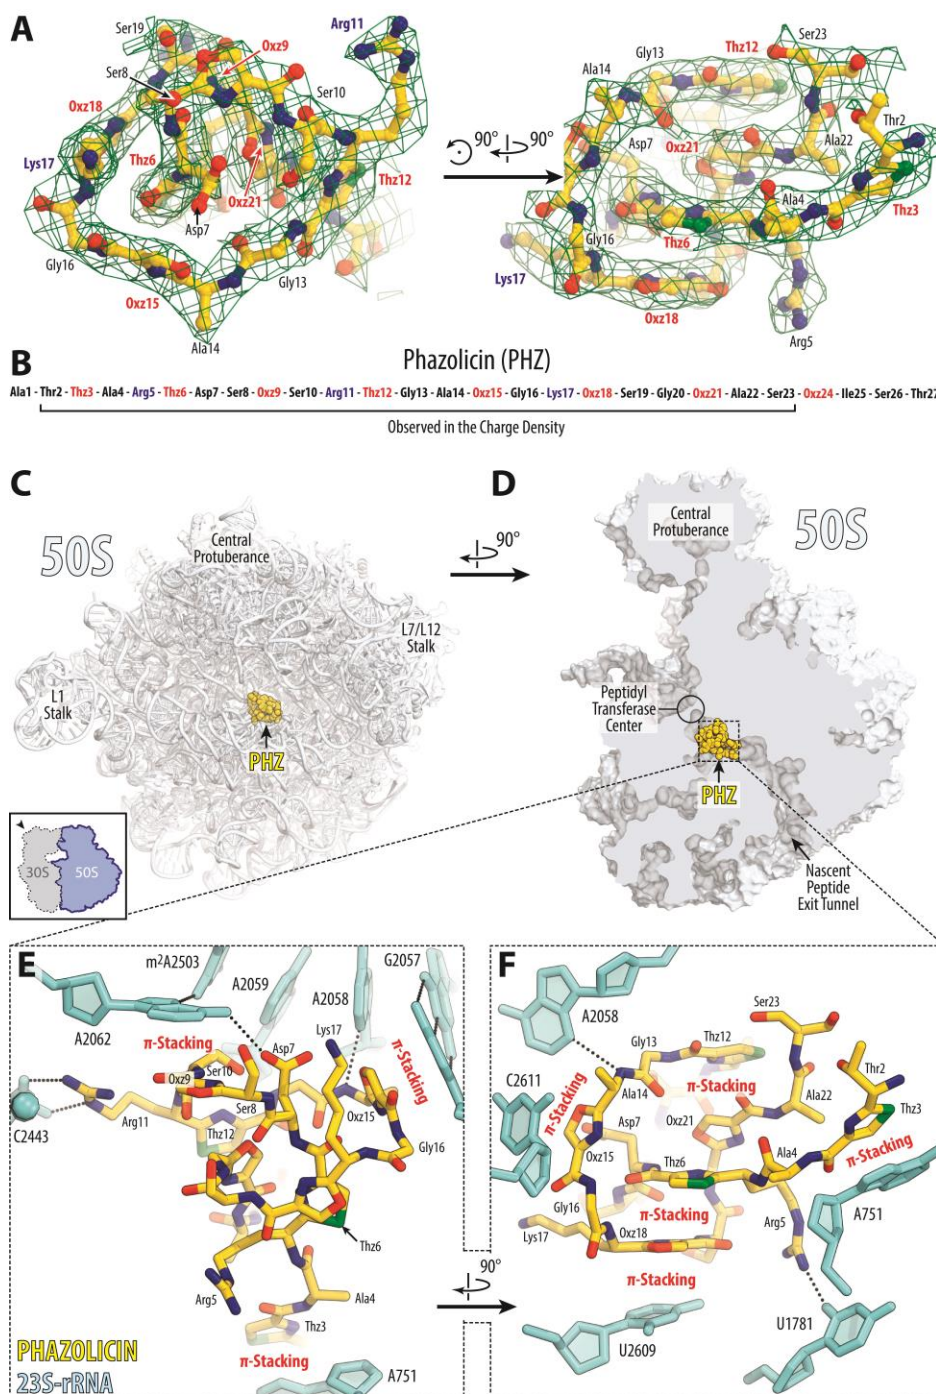 A
Ser19
Oxz9
Arg11
Ser8
Ser10
Oxz18
Lys17
Thz6
Oxz21
Thz12
Asp7
Gly16
Gly13
Oxz15
Ala14
90° 90°
Ser23
Gly13
Thz12
Ala14
Thr2
Asp7
Oxz21
Ala22
Ala4
Thz3
Thz6
Gly16
Lys17
Oxz18
Arg5
B
Phazolicin (PHZ)
Ala1 - Thr2 - Thz3 - Ala4 - Arg5 - Thz6 - Asp7 - Ser8 - Oxz9 - Ser10 - Arg11 - Thz12 - Gly13 - Ala14 - Oxz15 - Gly16 - Lys17 - Oxz18 - Ser19 - Gly20 - Oxz21 - Ala22 - Ser23 - Oxz24 - Ile25 - Ser26 - Thr27
Observed in the Charge Density
C
50S
Central
Protuberance
L7/L12
Stalk
L1
Stalk
PHZ
30S
50S
90°
D
50S
Central
Protuberance
Peptidyl
Transferase
Center
PHZ
Nascent
Peptide
Exit Tunnel
E
m²A2503
A2059
G2057
A2058
A2062
Lys17
π-Stacking
Asp7
π-Stacking
Ser10
Oxz9
Ser8
Oxz15
Arg11
C2443
Thz12
Gly16
Thz6
Arg5
Ala4
Thz3
π-Stacking
A751
PHAZOLICIN
23S-rRNA
90°
F
A2058
Ser23
Gly13
Thz12
C2611
π-Stacking
Thr2
Ala14
π-Stacking
Ala22
Asp7
Oxz21
Thz3
Oxz15
Thz6
Ala4
π-Stacking
Gly16
π-Stacking
Arg5
A751
Lys17
Oxz18
π-Stacking
U1781
U2609